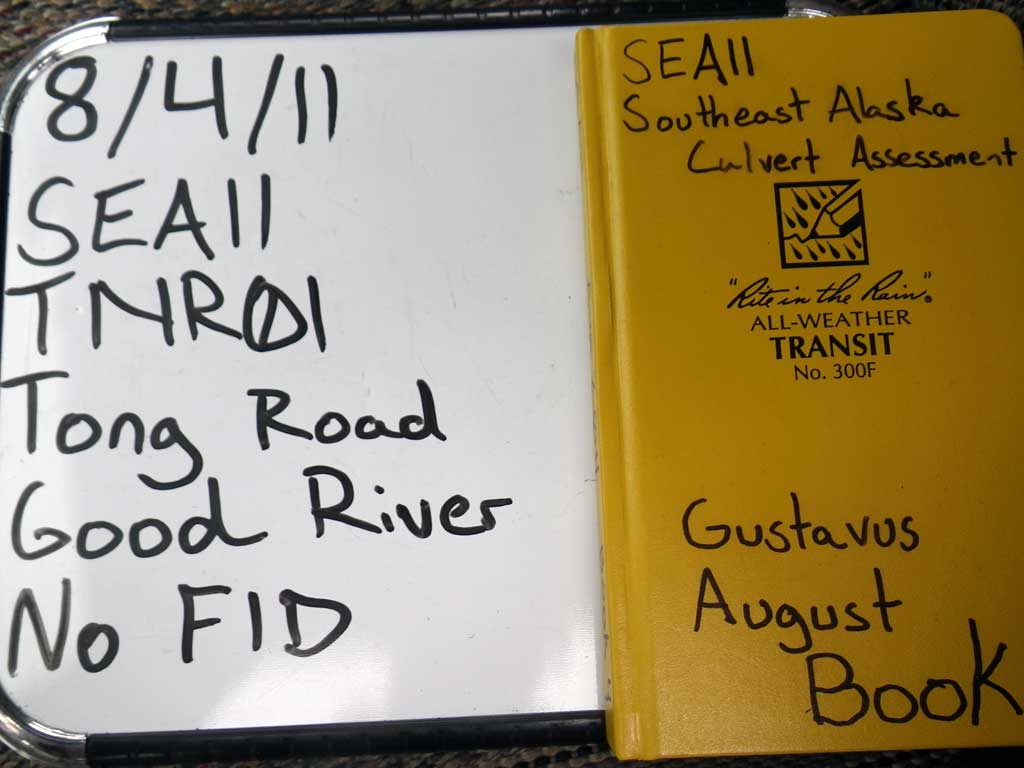 8/4/11
SEA11
TNR01
Tong Road
Good River
No FID
SEA11
Southeast Alaska
Culvert Assessment
"Rite in the Rain"®
ALL-WEATHER
TRANSIT
No. 300F
Gustavus
August
Book